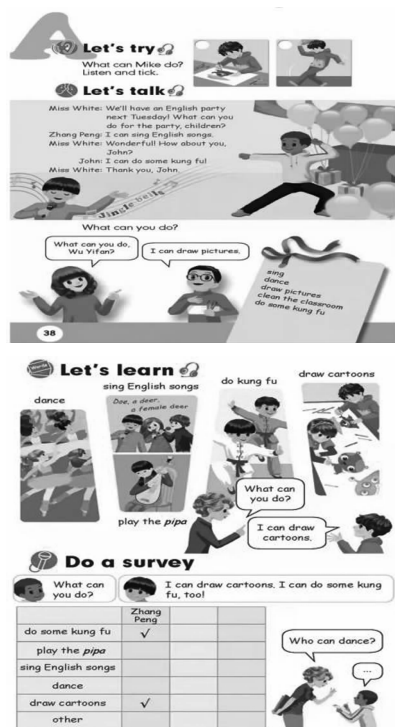 A
Let's try
What can Mike do?
Listen and tick.
Let's talk
Miss White: We'll have an English party
next Tuesday! What can you
do for the party, children?
Zhang Peng: I can sing English songs.
Miss White: Wonderful! How about you,
John?
John: I can do some kung fu!
Miss White: Thank you, John.
Jingle bells
What can you do?
What can you do,
Wu Yifan?
I can draw pictures.
sing
dance
draw pictures
clean the classroom
do some kung fu
38
Let's learn
dance
sing English songs
do kung fu
draw cartoons
Doe, a deer,
a female deer
play the pipa
What can
you do?
I can draw
cartoons.
Do a survey
What can
you do?
I can draw cartoons. I can do some kung
fu, too!
Zhang
Peng
do some kung fu ✓
play the pipa
sing English songs
dance
draw cartoons ✓
other
Who can dance?
...